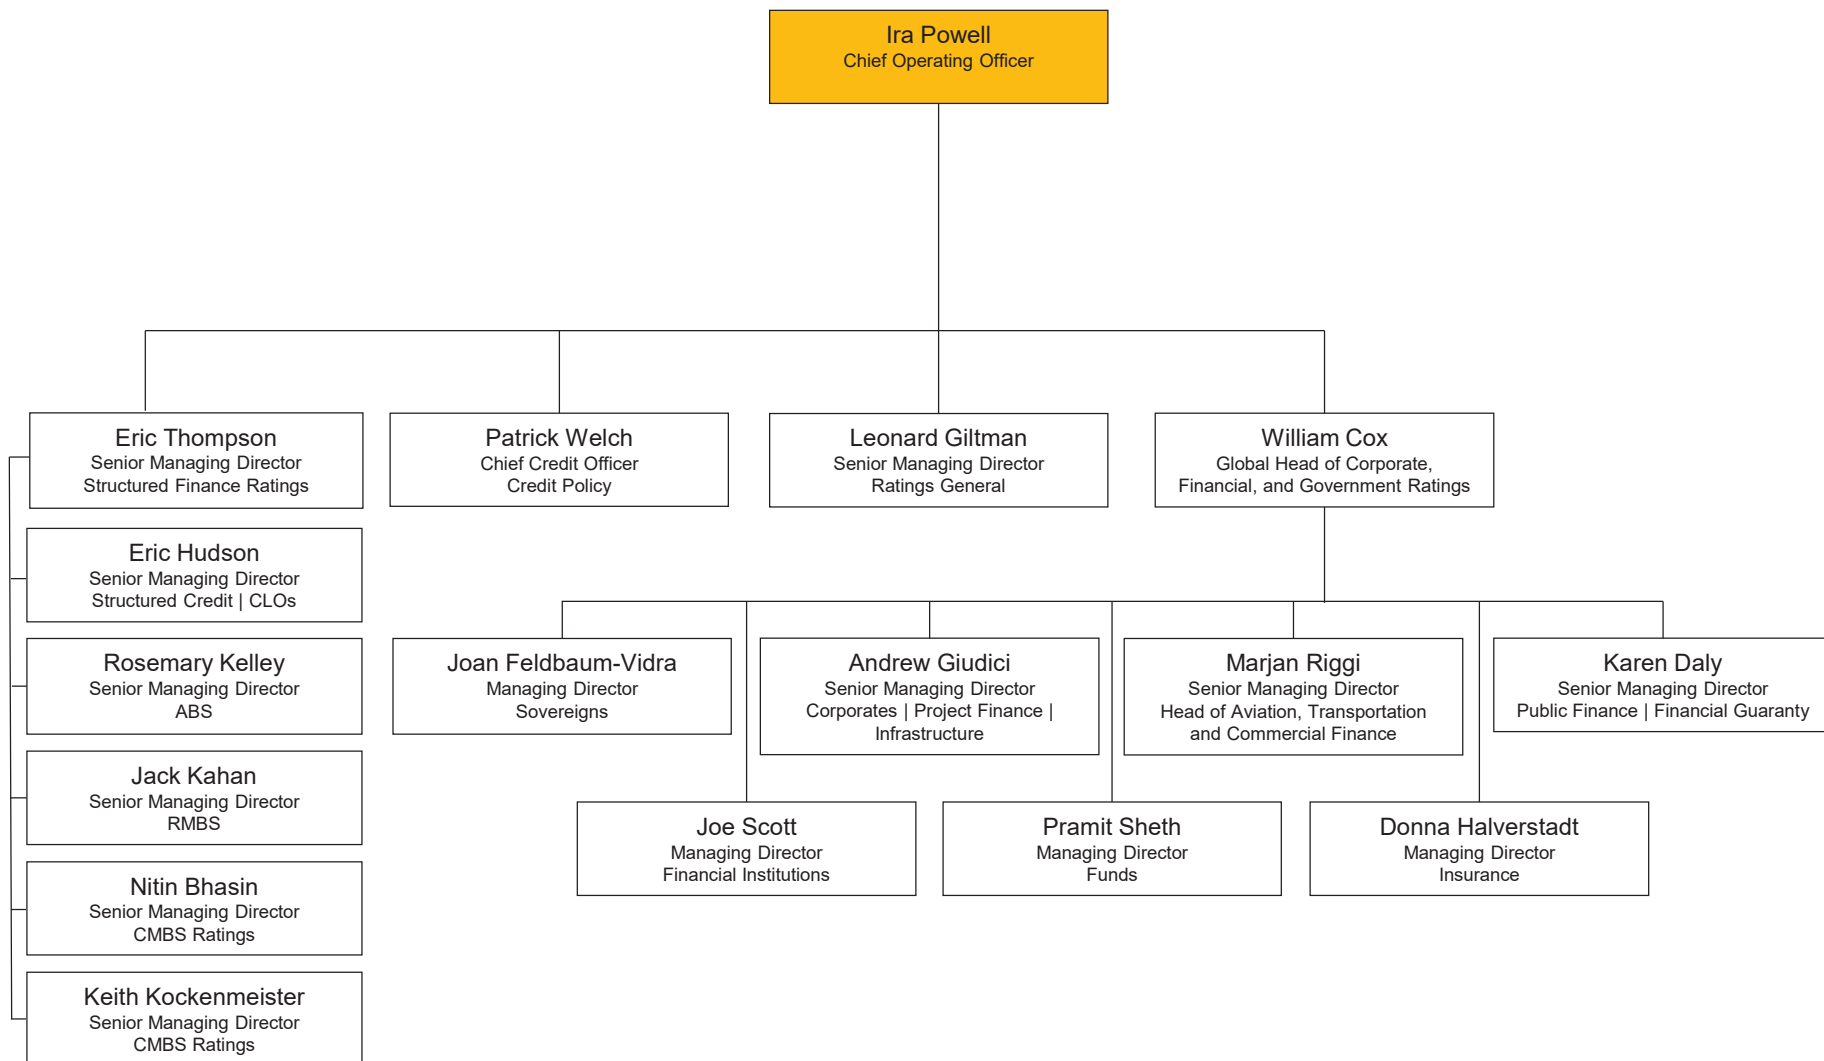 Ira Powell
Chief Operating Officer
Eric Thompson
Senior Managing Director
Structured Finance Ratings
Patrick Welch
Chief Credit Officer
Credit Policy
Leonard Giltman
Senior Managing Director
Ratings General
William Cox
Global Head of Corporate,
Financial, and Government Ratings
Eric Hudson
Senior Managing Director
Structured Credit | CLOs
Rosemary Kelley
Senior Managing Director
ABS
Jack Kahan
Senior Managing Director
RMBS
Nitin Bhasin
Senior Managing Director
CMBS Ratings
Keith Kockenmeister
Senior Managing Director
CMBS Ratings
Joan Feldbaum-Vidra
Managing Director
Sovereigns
Andrew Giudici
Senior Managing Director
Corporates | Project Finance |
Infrastructure
Marjan Riggi
Senior Managing Director
Head of Aviation, Transportation
and Commercial Finance
Karen Daly
Senior Managing Director
Public Finance | Financial Guaranty
Joe Scott
Managing Director
Financial Institutions
Pramit Sheth
Managing Director
Funds
Donna Halverstadt
Managing Director
Insurance